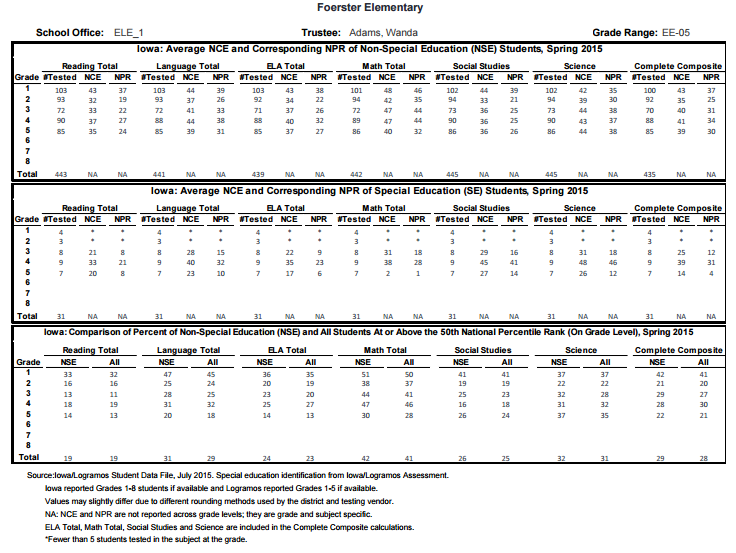 Foerster Elementary
School Office: ELE_1 Trustee: Adams, Wanda Grade Range: EE-05
Iowa: Average NCE and Corresponding NPR of Non-Special Education (NSE) Students, Spring 2015
Reading Total Language Total ELA Total Math Total Social Studies Science Complete Composite
Grade #Tested NCE NPR #Tested NCE NPR #Tested NCE NPR #Tested NCE NPR #Tested NCE NPR #Tested NCE NPR #Tested NCE NPR
1 103 43 37 103 44 39 103 43 38 101 48 46 102 44 39 102 42 35 100 43 37
2 93 32 19 93 37 26 92 34 22 94 42 35 94 33 21 94 39 30 92 35 25
3 72 33 22 72 41 33 71 37 26 72 47 44 73 36 25 73 44 38 70 40 31
4 90 37 27 88 44 38 88 40 32 89 47 44 90 36 25 90 43 37 88 41 34
5 85 35 24 85 39 31 85 37 27 86 40 32 86 36 26 86 44 38 85 39 30
6
7
8
Total 443 NA NA 441 NA NA 439 NA NA 442 NA NA 445 NA NA 445 NA NA 435 NA NA
Iowa: Average NCE and Corresponding NPR of Special Education (SE) Students, Spring 2015
Reading Total Language Total ELA Total Math Total Social Studies Science Complete Composite
Grade #Tested NCE NPR #Tested NCE NPR #Tested NCE NPR #Tested NCE NPR #Tested NCE NPR #Tested NCE NPR #Tested NCE NPR
1 4 * * 4 * * 4 * * 4 * * 4 * * 4 * * 4 * *
2 3 * * 3 * * 3 * * 3 * * 3 * * 3 * * 3 * *
3 8 21 8 8 28 15 8 22 9 8 31 18 8 29 16 8 31 18 8 25 12
4 9 33 21 9 40 32 9 35 23 9 38 28 9 45 41 9 48 46 9 39 31
5 7 20 8 7 23 10 7 17 6 7 2 1 7 27 14 7 26 12 7 14 4
6
7
8
Total 31 NA NA 31 NA NA 31 NA NA 31 NA NA 31 NA NA 31 NA NA 31 NA NA
Iowa: Comparison of Percent of Non-Special Education (NSE) and All Students At or Above the 50th National Percentile Rank (On Grade Level), Spring 2015
Reading Total Language Total ELA Total Math Total Social Studies Science Complete Composite
Grade NSE All NSE All NSE All NSE All NSE All NSE All NSE All
1 33 32 47 45 36 35 51 50 41 41 37 37 42 41
2 16 16 25 24 20 19 38 37 19 19 22 22 21 20
3 13 11 28 25 23 20 44 41 25 23 32 28 29 27
4 18 19 31 32 29 29 47 46 16 18 31 32 28 30
5 14 13 20 18 14 13 30 28 26 24 37 35 22 21
6
7
8
Total 19 19 29 29 24 23 42 41 26 25 32 31 29 28
Source:Iowa/Logramos Student Data File, July 2015. Special education identification from Iowa/Logramos Assessment.
Iowa reported Grades 1-8 students if available and Logramos reported Grades 1-5 if available.
Values may slightly differ due to different rounding methods used by the district and testing vendor.
NA: NCE and NPR are not reported across grade levels; they are grade and subject specific.
ELA Total, Math Total, Social Studies and Science are included in the Complete Composite calculations.
*Fewer than 5 students tested in the subject at the grade.